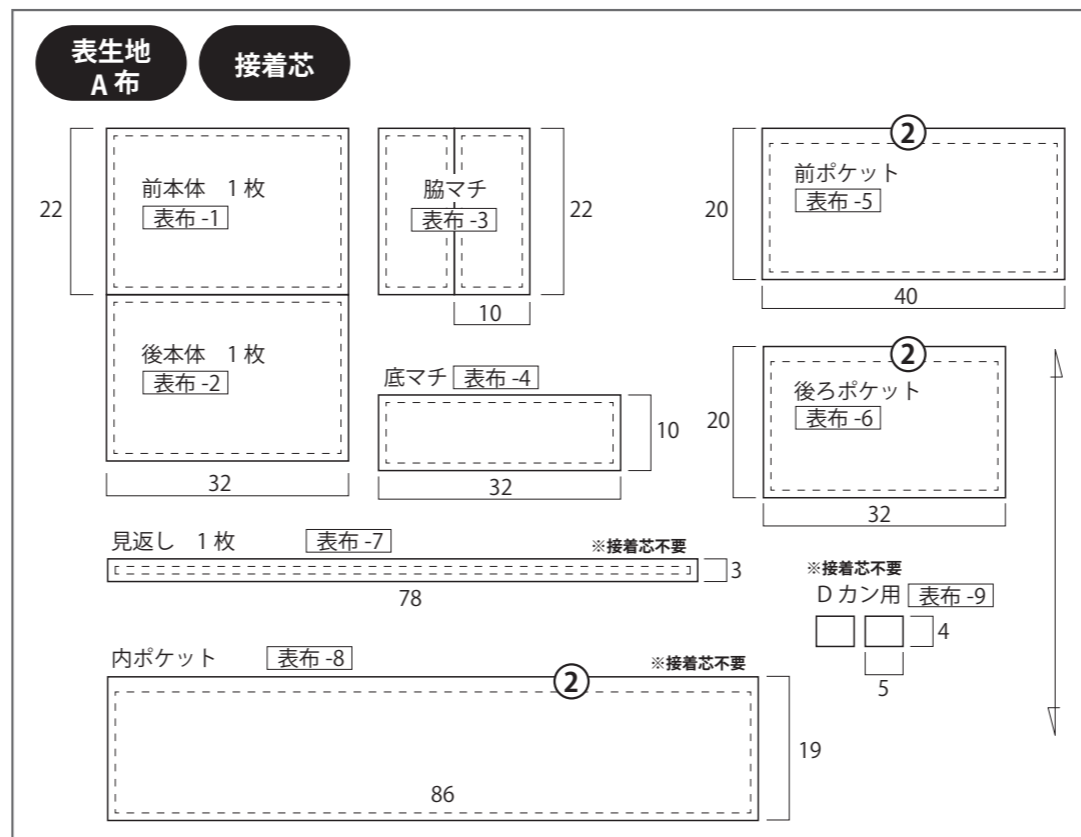 表生地
A 布
接着芯
22
前本体　1 枚
表布 -1
後本体　1 枚
表布 -2
32
脇マチ
表布 -3
22
10
底マチ 表布 -4
10
32
②
前ポケット
表布 -5
20
40
②
後ろポケット
表布 -6
20
32
見返し　1 枚 表布 -7 ※接着芯不要
3
78
※接着芯不要
D カン用 表布 -9
4
5
内ポケット 表布 -8 ※接着芯不要
②
19
86